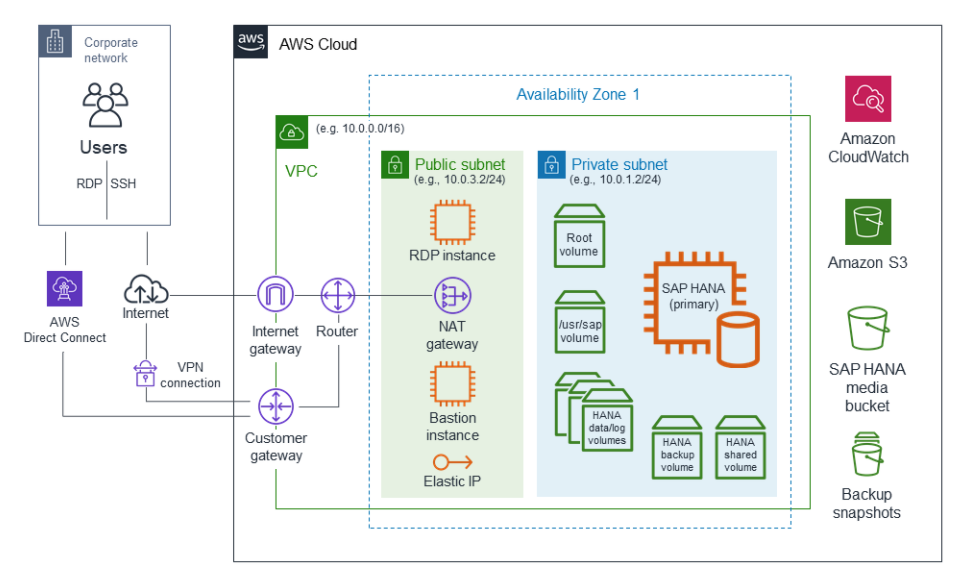 Corporate
network
Users
RDP
SSH
AWS
Direct Connect
Internet
VPN
connection
aws
AWS Cloud
Availability Zone 1
(e.g. 10.0.0.0/16)
VPC
Internet
gateway
Router
Customer
gateway
Public subnet
(e.g., 10.0.3.2/24)
RDP instance
NAT
gateway
Bastion
instance
Elastic IP
Private subnet
(e.g., 10.0.1.2/24)
Root
volume
/usr/sap
volume
HANA
data/log
volumes
SAP HANA
(primary)
HANA
backup
volume
HANA
shared
volume
Amazon
CloudWatch
Amazon S3
SAP HANA
media
bucket
Backup
snapshots